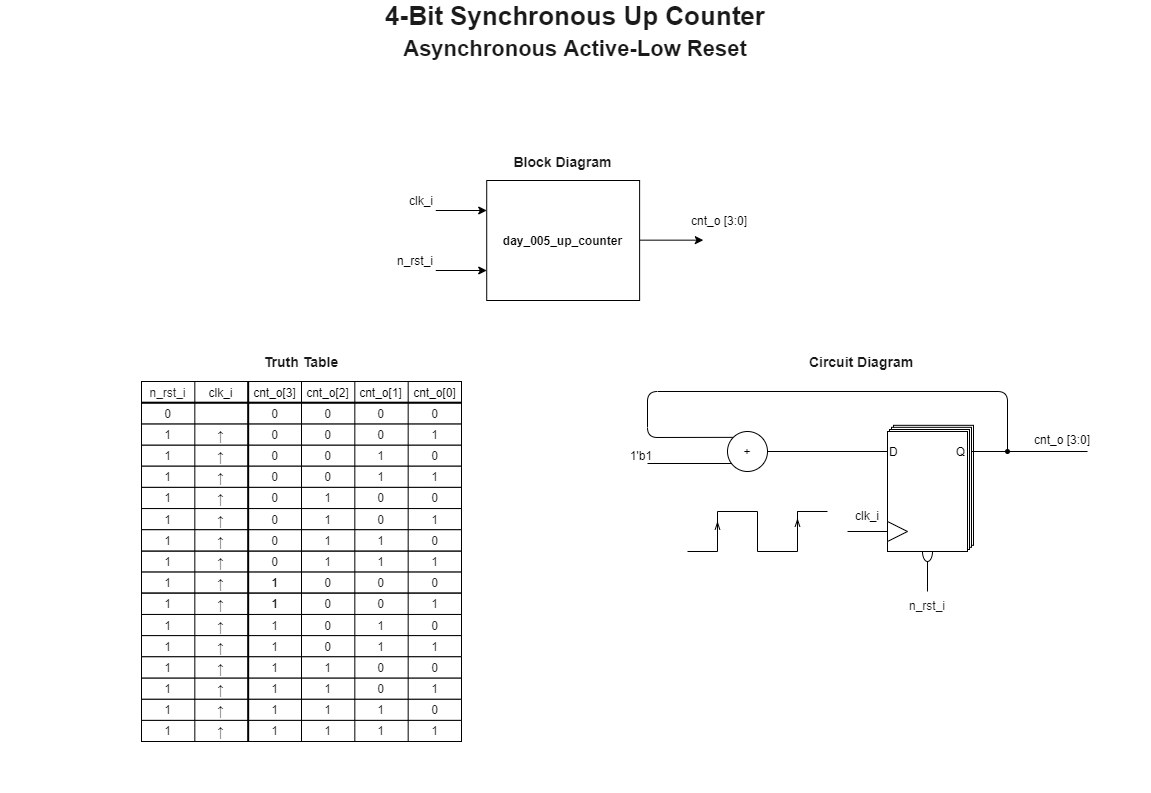 4-Bit Synchronous Up Counter
Asynchronous Active-Low Reset
Block Diagram
clk_i
cnt_o [3:0]
day_005_up_counter
n_rst_i
Truth Table
n_rst_i clk_i cnt_o[3] cnt_o[2] cnt_o[1] cnt_o[0]
0 0 0 0 0
1 ↑ 0 0 0 1
1 ↑ 0 0 1 0
1 ↑ 0 0 1 1
1 ↑ 0 1 0 0
1 ↑ 0 1 0 1
1 ↑ 0 1 1 0
1 ↑ 0 1 1 1
1 ↑ 1 0 0 0
1 ↑ 1 0 0 1
1 ↑ 1 0 1 0
1 ↑ 1 0 1 1
1 ↑ 1 1 0 0
1 ↑ 1 1 0 1
1 ↑ 1 1 1 0
1 ↑ 1 1 1 1
Circuit Diagram
cnt_o [3:0]
1'b1 + D Q
clk_i
n_rst_i